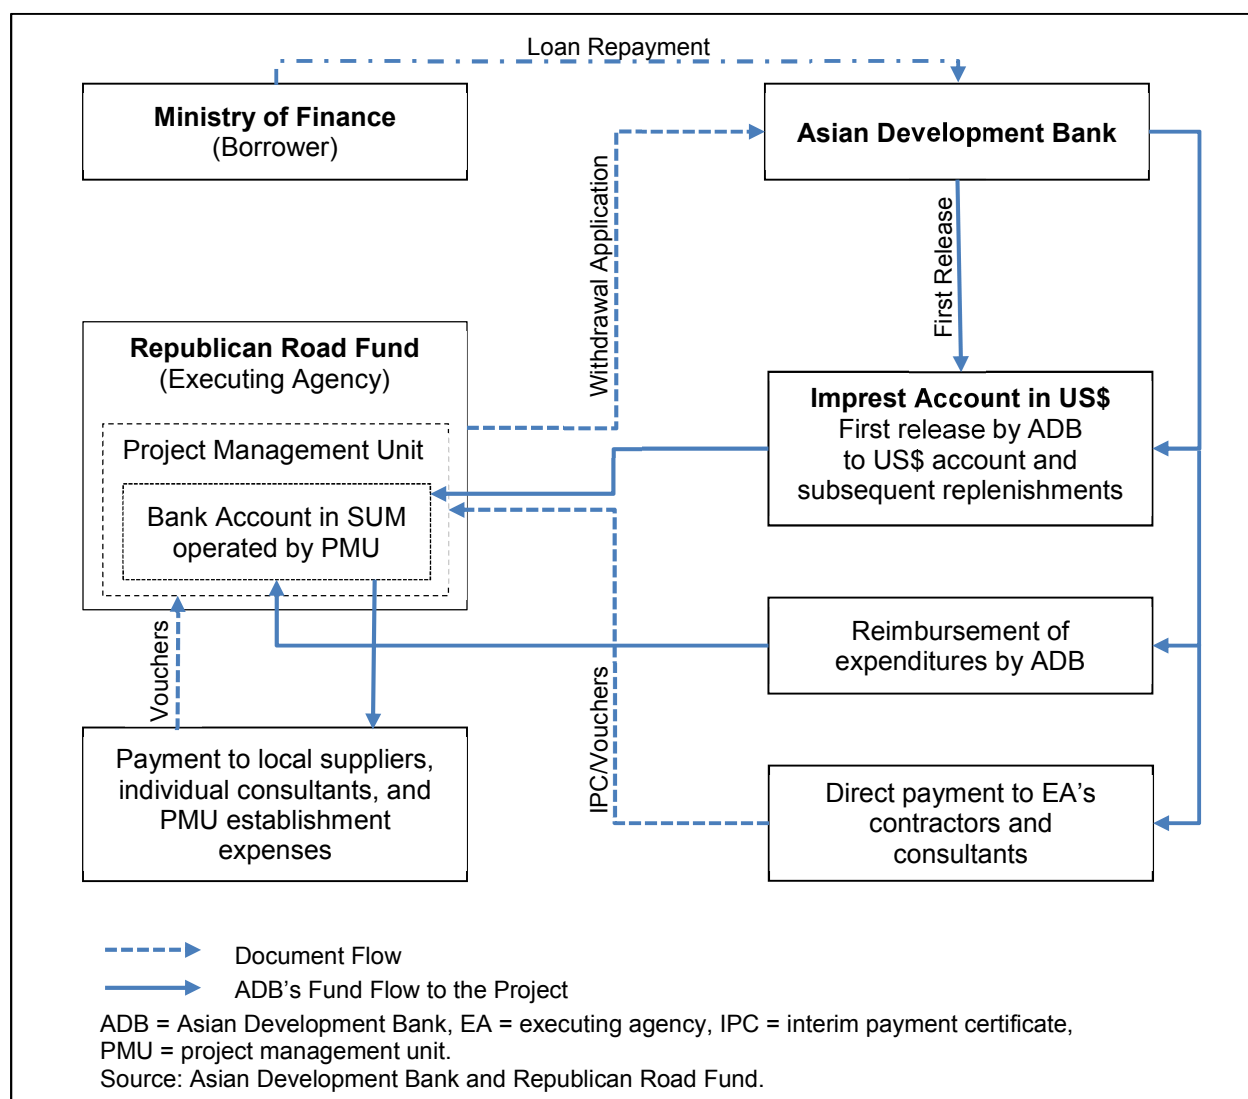 Loan Repayment
Ministry of Finance
(Borrower)
Asian Development Bank
Withdrawal Application
First Release
Republican Road Fund
(Executing Agency)
Project Management Unit
Bank Account in SUM
operated by PMU
Imprest Account in US$
First release by ADB
to US$ account and
subsequent replenishments
Vouchers
IPC/Vouchers
Reimbursement of
expenditures by ADB
Payment to local suppliers,
individual consultants, and
PMU establishment
expenses
Direct payment to EA's
contractors and
consultants
Document Flow
ADB's Fund Flow to the Project
ADB = Asian Development Bank, EA = executing agency, IPC = interim payment certificate,
PMU = project management unit.
Source: Asian Development Bank and Republican Road Fund.